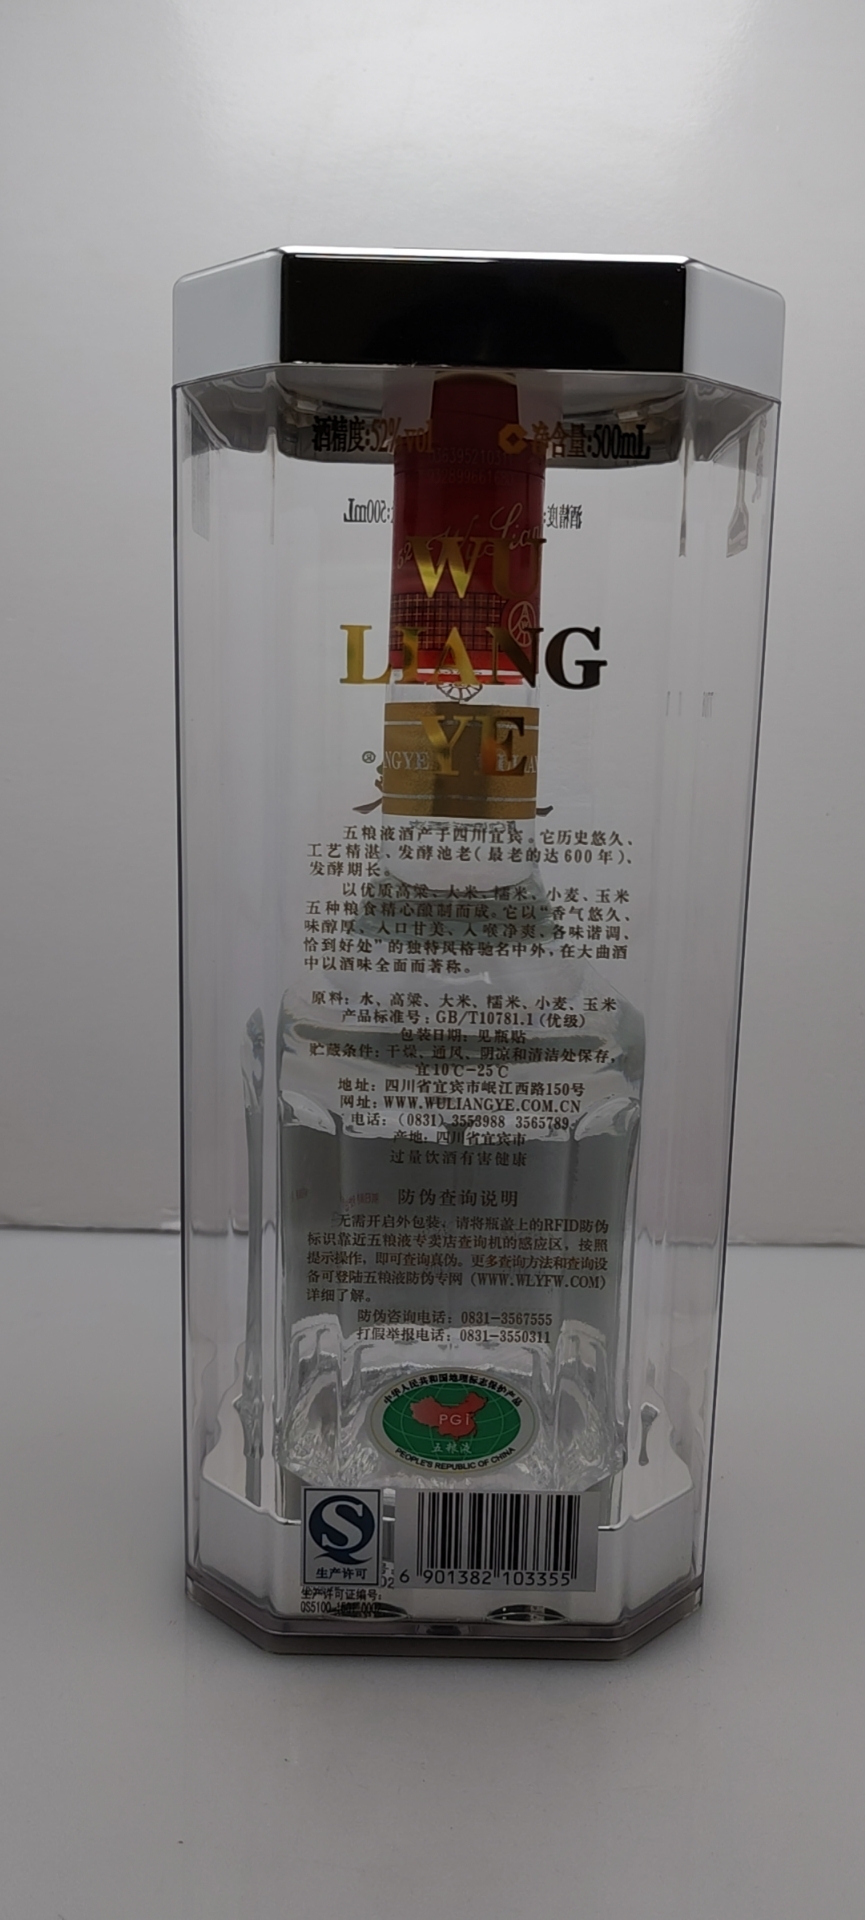 酒精度:52%vol 净含量:500mL
WU
LIANG
YE
五粮液酒产于四川宜宾。它历史悠久、
工艺精湛、发酵池老(最老的达600年)、
发酵期长。
以优质高粱、大米、糯米、小麦、玉米
五种粮食精心酿制而成。它以“香气悠久、
味醇厚、入口甘美、入喉净爽、各味谐调、
恰到好处”的独特风格驰名中外,在大曲酒
中以酒味全面而著称。
原料：水、高粱、大米、糯米、小麦、玉米
产品标准号：GB/T10781.1(优级)
包装日期：见瓶贴
贮藏条件：干燥、通风、阴凉和清洁处保存，
宜10℃-25℃
地址：四川省宜宾市岷江西路150号
网址：WWW.WULIANGYE.COM.CN
电话：(0831) 3553988 3565789
产地：四川省宜宾市
过量饮酒有害健康
防伪查询说明
无需开启外包装，请将瓶盖上的RFID防伪
标识靠近五粮液专卖店查询机的感应区，按照
提示操作，即可查询真伪。更多查询方法和查询设
备可登陆五粮液防伪专网 (WWW.WLYFW.COM)
详细了解。
防伪咨询电话：0831-3567555
打假举报电话：0831-3550311
中华人民共和国地理标志保护产品
PGI
五粮液
PEOPLE'S REPUBLIC OF CHINA
生产许可
6 901382 103355
生产许可证编号:
QS5100